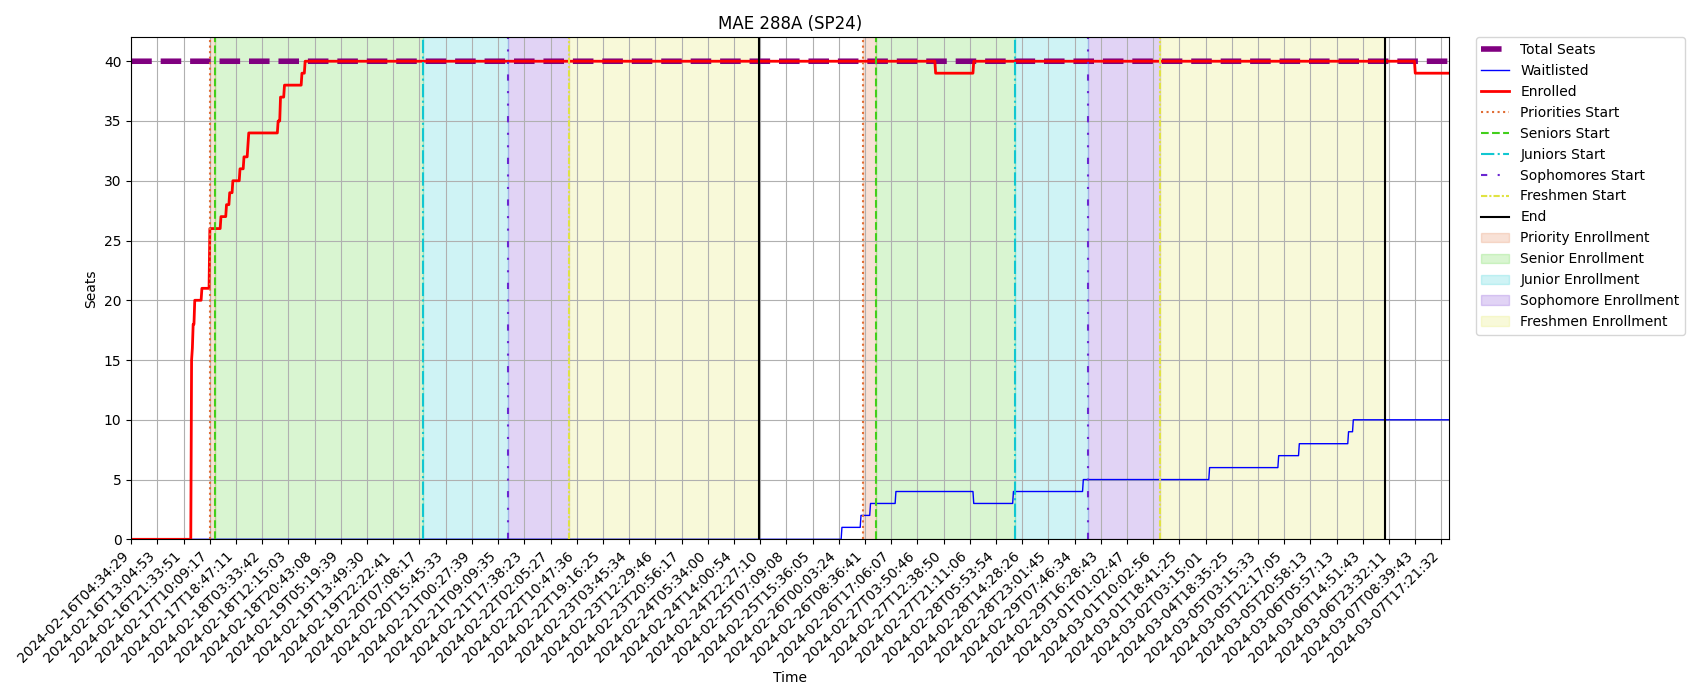 MAE 288A (SP24)
Total Seats
Waitlisted
Enrolled
Priorities Start
Seniors Start
Juniors Start
Sophomores Start
Freshmen Start
End
Priority Enrollment
Senior Enrollment
Junior Enrollment
Sophomore Enrollment
Freshmen Enrollment
Seats
40
35
30
25
20
15
10
5
0
2024-02-16T04:34:29
2024-02-16T13:04:53
2024-02-16T21:33:51
2024-02-17T10:09:17
2024-02-17T18:47:11
2024-02-18T03:33:42
2024-02-18T12:15:03
2024-02-18T20:43:08
2024-02-19T05:19:39
2024-02-19T13:49:30
2024-02-19T22:22:41
2024-02-20T07:08:17
2024-02-20T15:45:33
2024-02-21T00:27:39
2024-02-21T09:09:35
2024-02-21T17:38:23
2024-02-22T02:05:27
2024-02-22T10:47:36
2024-02-22T19:16:25
2024-02-23T03:45:34
2024-02-23T12:29:46
2024-02-23T20:56:17
2024-02-24T05:34:00
2024-02-24T14:00:54
2024-02-24T22:27:10
2024-02-25T07:09:08
2024-02-25T15:36:05
2024-02-26T00:03:24
2024-02-26T08:36:41
2024-02-26T17:06:07
2024-02-27T03:50:46
2024-02-27T12:38:50
2024-02-27T21:11:06
2024-02-28T05:53:54
2024-02-28T14:28:26
2024-02-28T23:01:45
2024-02-29T07:46:34
2024-02-29T16:28:43
2024-03-01T01:02:47
2024-03-01T10:02:56
2024-03-01T18:41:25
2024-03-02T03:15:01
2024-03-04T18:35:25
2024-03-05T03:15:33
2024-03-05T12:17:05
2024-03-05T20:58:13
2024-03-06T05:57:13
2024-03-06T14:51:43
2024-03-06T23:32:11
2024-03-07T08:39:43
2024-03-07T17:21:32
Time